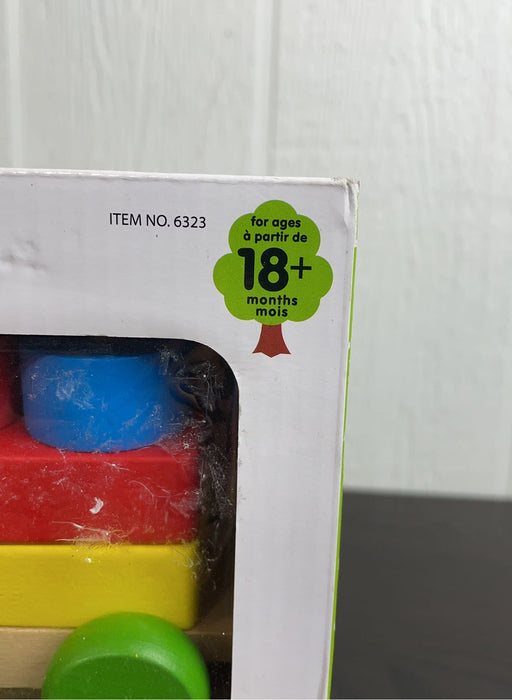 ITEM NO. 6323
for ages
à partir de
18+
months
mois